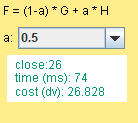 F = (1-a) * G + a * H
a: 0.5
close:26
time (ms): 74
cost (dv): 26.828